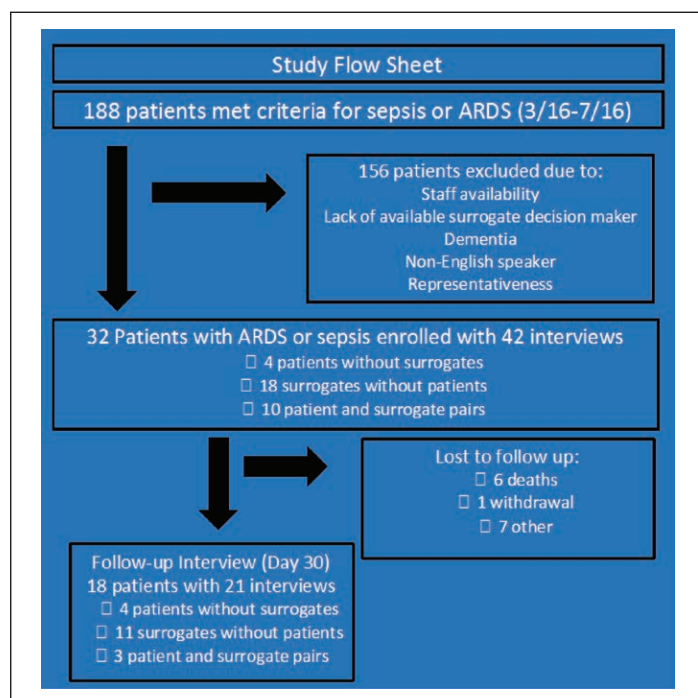 Study Flow Sheet
188 patients met criteria for sepsis or ARDS (3/16-7/16)
156 patients excluded due to:
Staff availability
Lack of available surrogate decision maker
Dementia
Non-English speaker
Representativeness
32 Patients with ARDS or sepsis enrolled with 42 interviews
□ 4 patients without surrogates
□ 18 surrogates without patients
□ 10 patient and surrogate pairs
Lost to follow up:
□ 6 deaths
□ 1 withdrawal
□ 7 other
Follow-up Interview (Day 30)
18 patients with 21 interviews
□ 4 patients without surrogates
□ 11 surrogates without patients
□ 3 patient and surrogate pairs